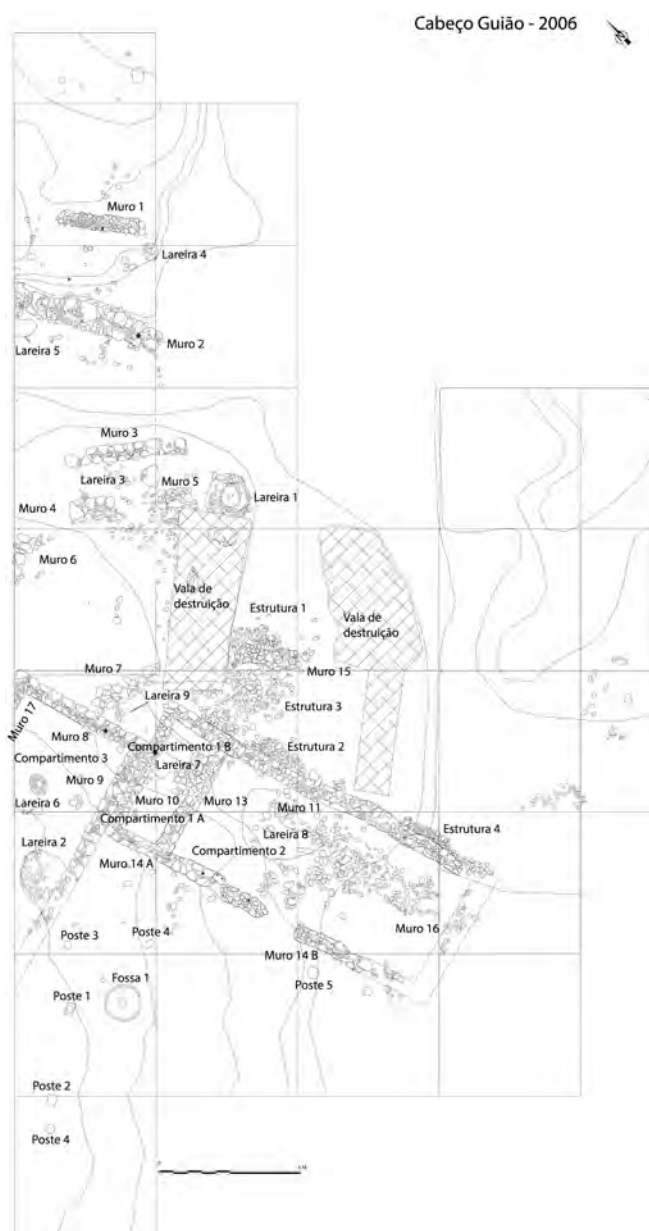 Cabeço Guião - 2006
Muro 1
Lareira 4
Muro 2
Lareira 5
Muro 3
Lareira 3
Muro 5
Lareira 1
Muro 4
Muro 6
Vala de
destruição
Estrutura 1
Vala de
destruição
Muro 7
Muro 15
Lareira 9
Estrutura 3
Muro 17
Muro 8
Compartimento 1 B
Estrutura 2
Compartimento 3
Lareira 7
Muro 9
Lareira 6
Muro 10
Muro 13
Muro 11
Compartimento 1 A
Lareira 8
Estrutura 4
Lareira 2
Muro 14 A
Compartimento 2
Muro 16
Poste 3
Poste 4
Muro 14 B
Fossa 1
Poste 5
Poste 1
Poste 2
Poste 4